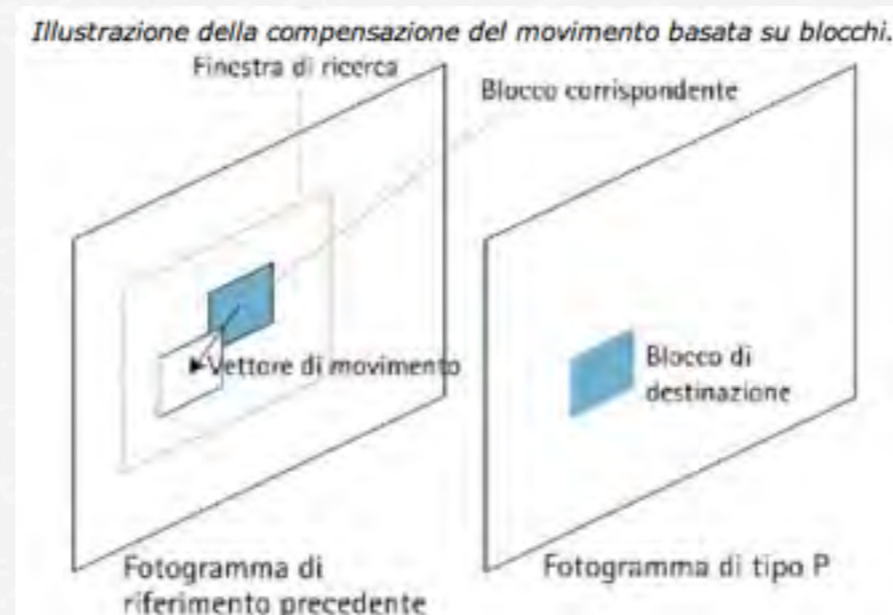 Illustrazione della compensazione del movimento basata su blocchi.
Finestra di ricerca
Blocco corrispondente
Vettore di movimento
Blocco di
destinazione
Fotogramma di
riferimento precedente
Fotogramma di tipo P